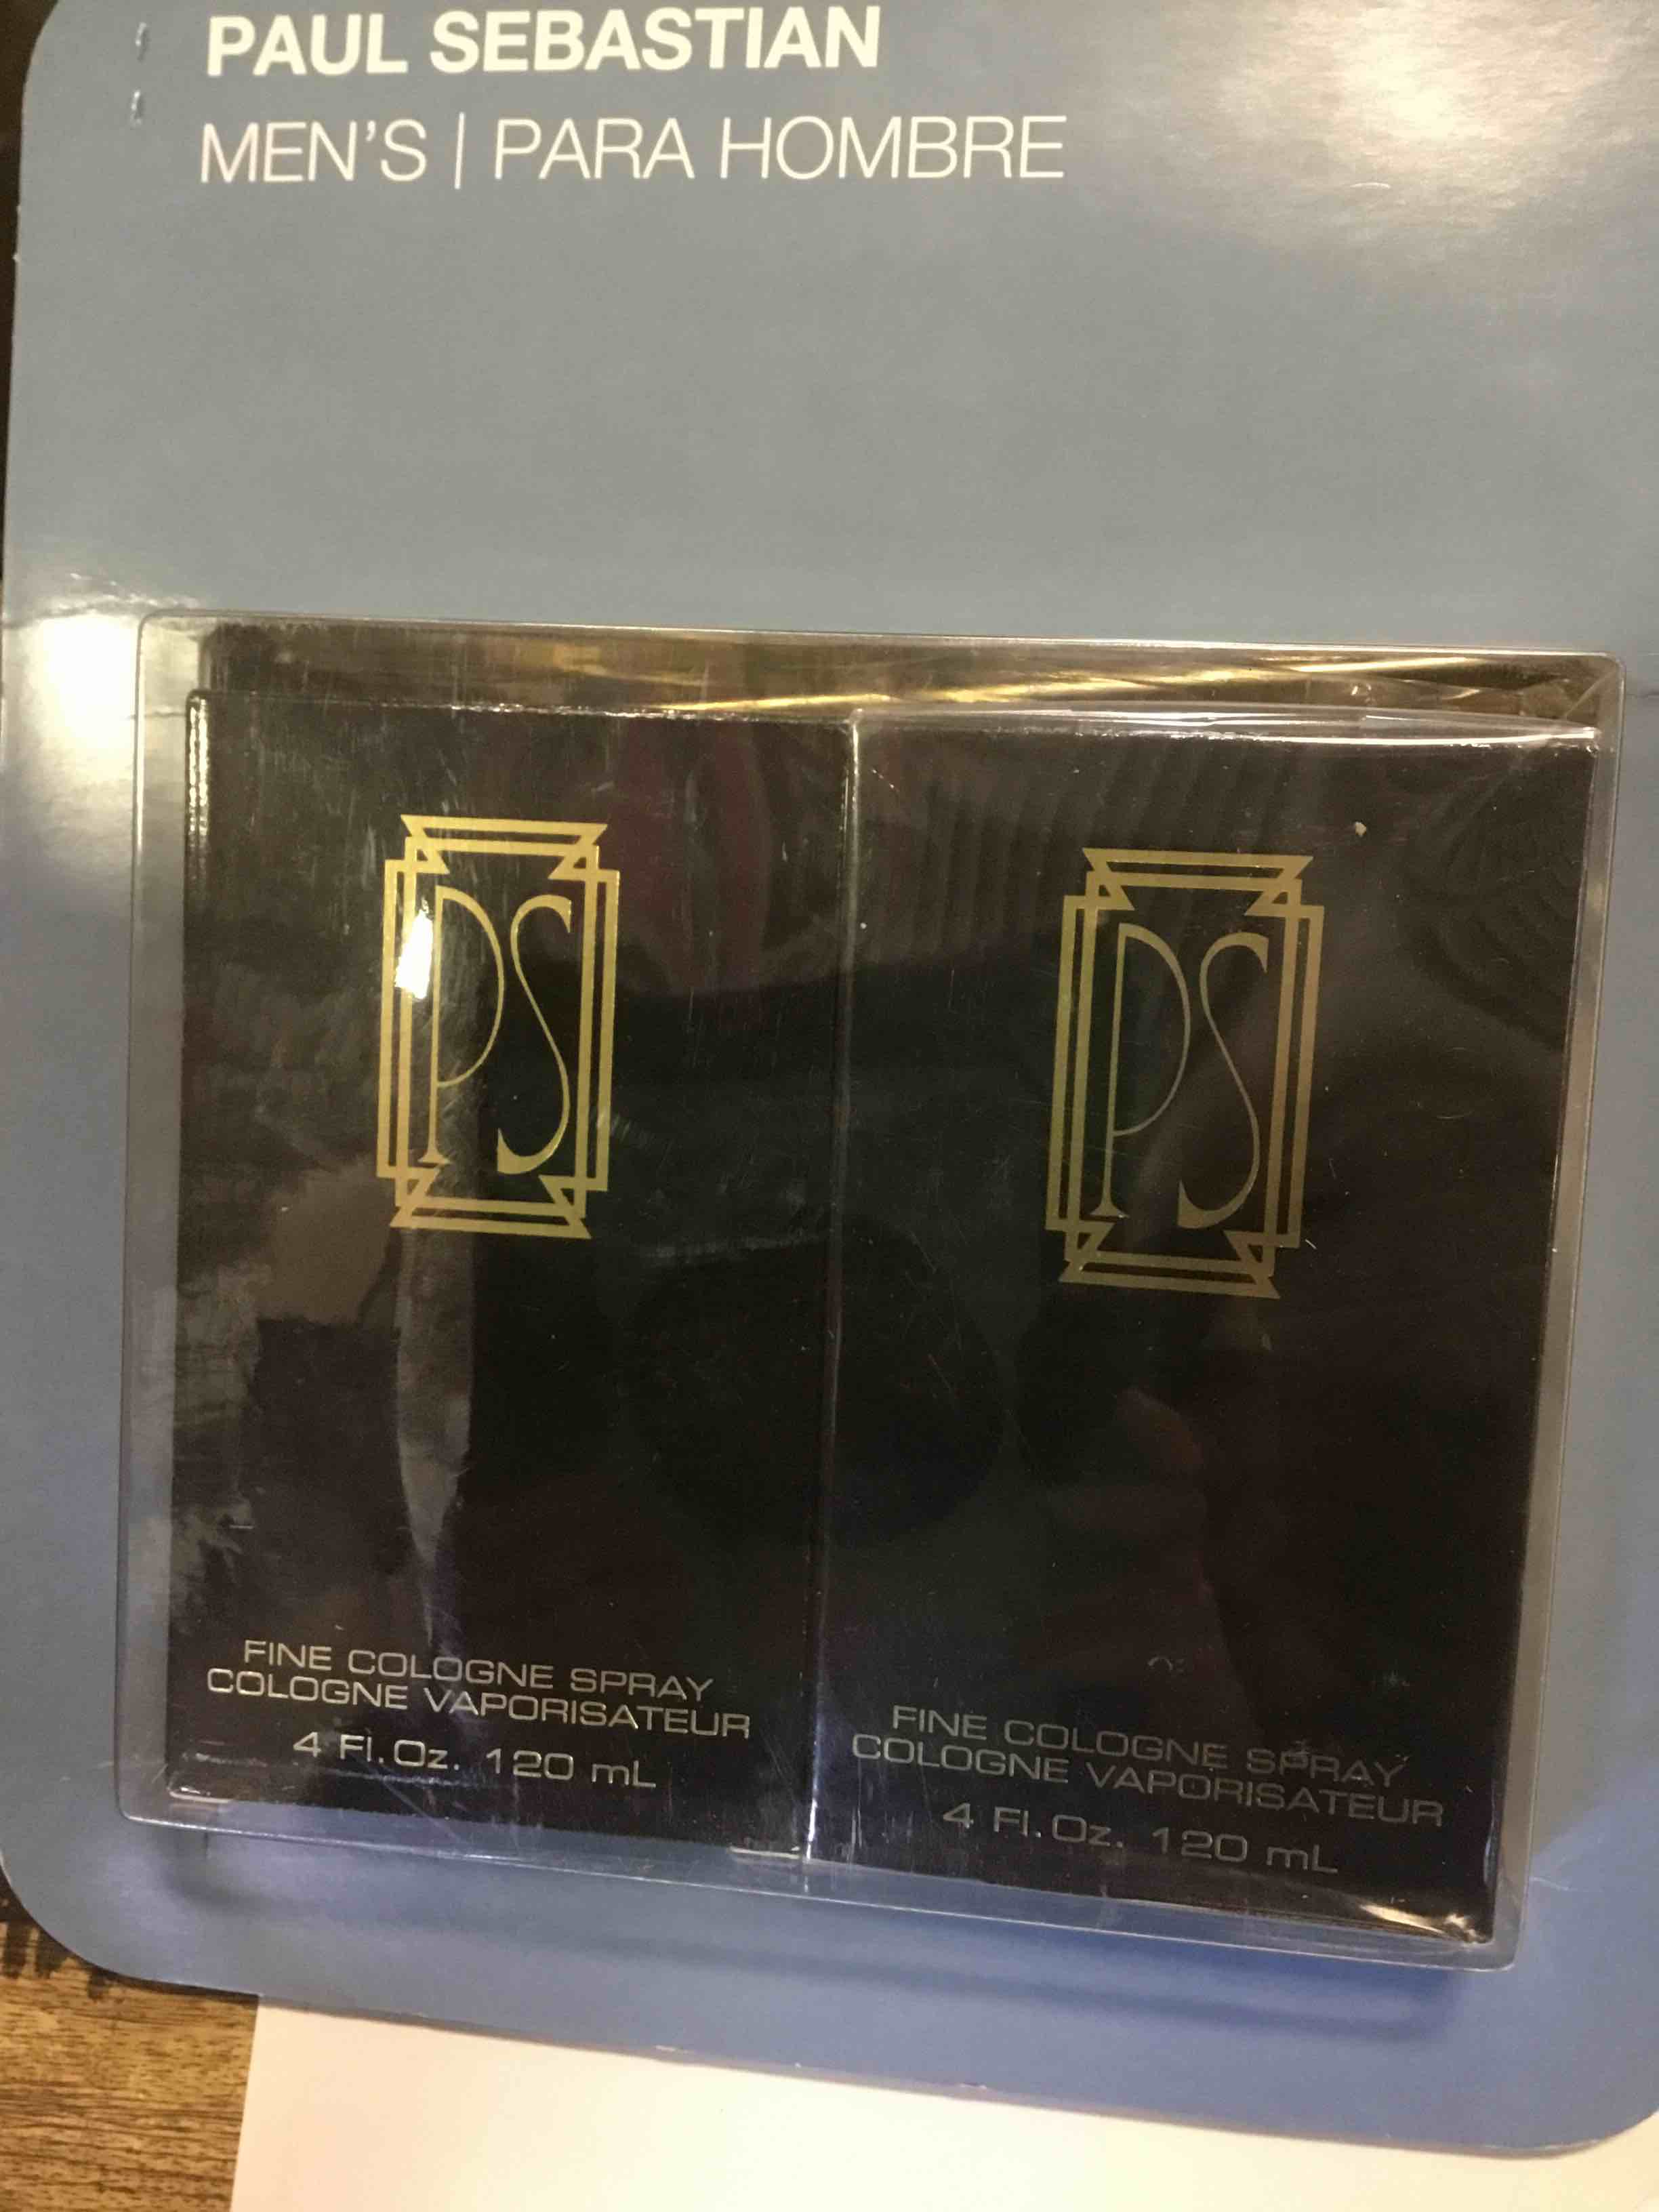 PAUL SEBASTIAN
MEN'S | PARA HOMBRE
PS
FINE COLOGNE SPRAY
COLOGNE VAPORISATEUR
4 Fl. Oz. 120 mL
PS
FINE COLOGNE SPRAY
COLOGNE VAPORISATEUR
4 Fl. Oz. 120 mL